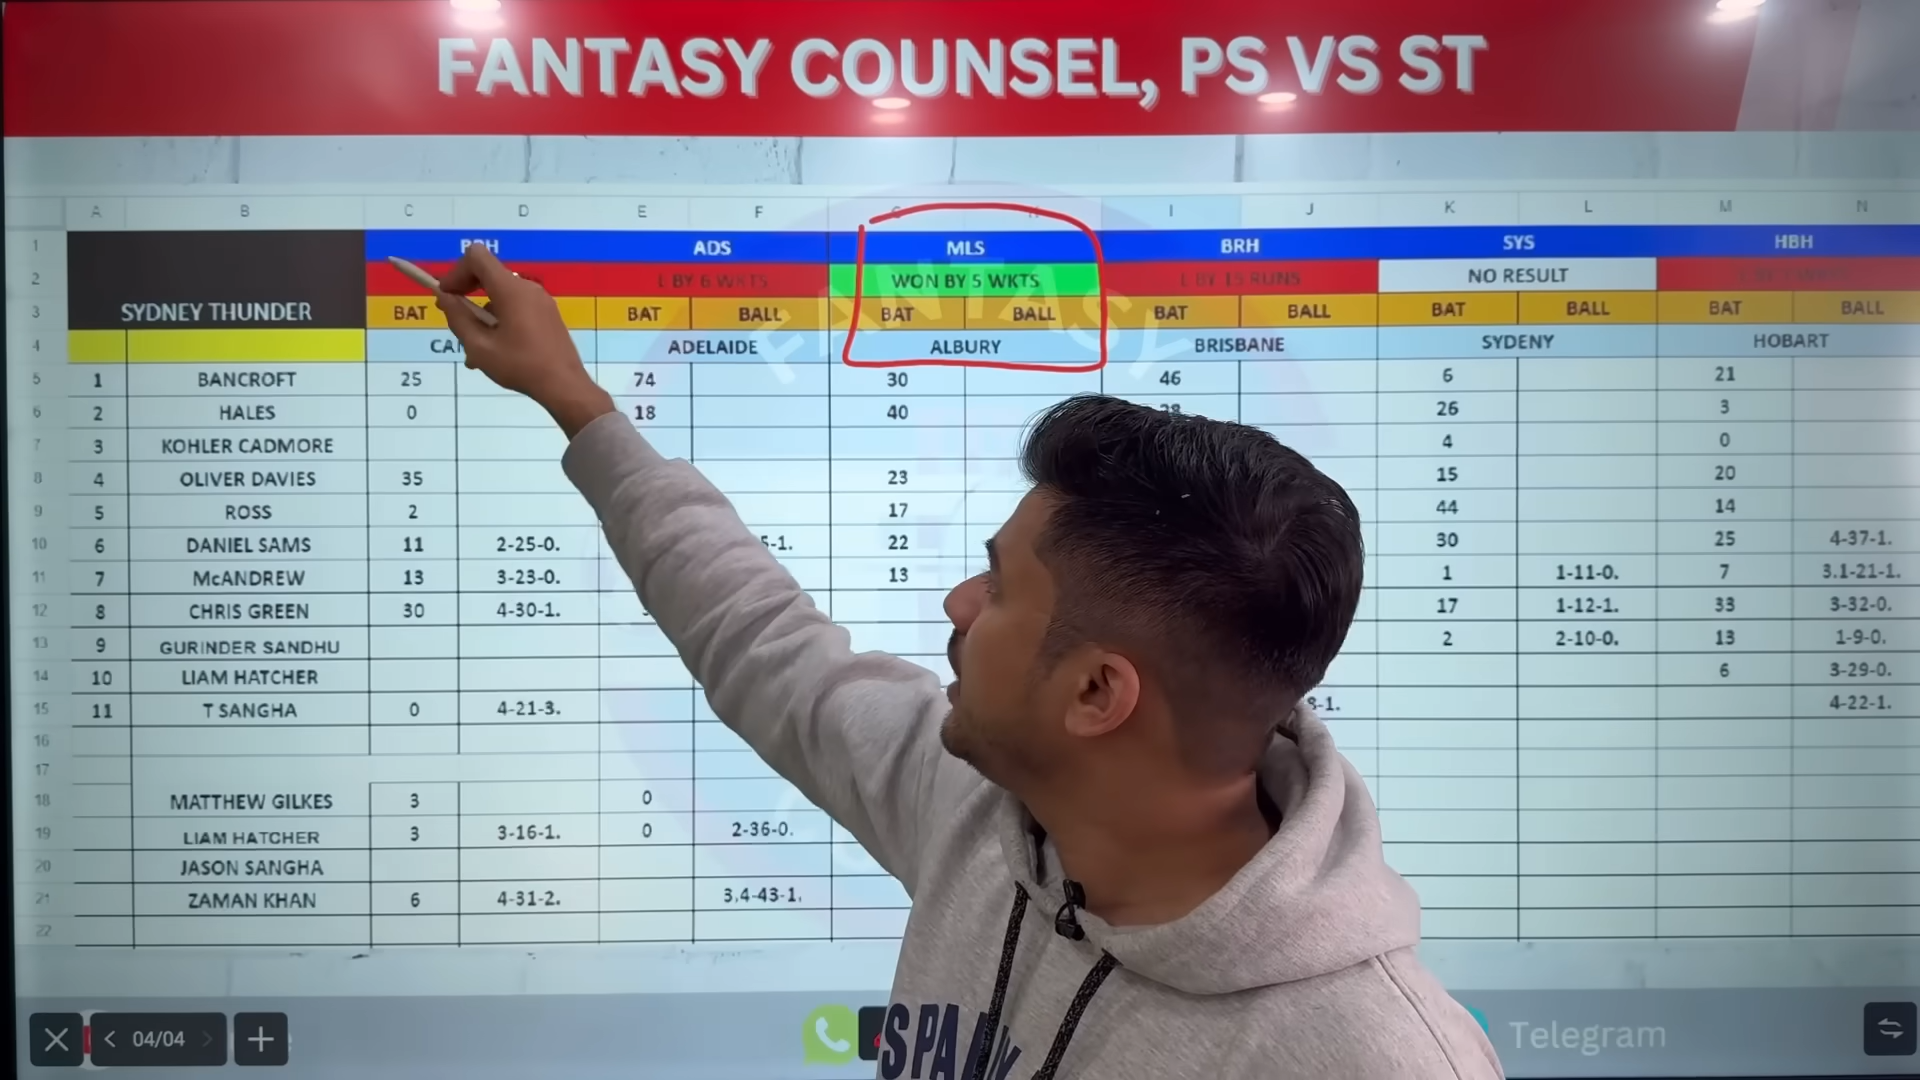 FANTASY COUNSEL, PS VS ST
A B C D E F G H I J K L M N
1 BRH ADS MLS BRH SYS HBH
2 L BY 6 WKTS WON BY 5 WKTS L BY 15 RUNS NO RESULT
3 SYDNEY THUNDER BAT BAT BALL BAT BALL BAT BALL BAT BALL BAT BALL
4 ADELAIDE ALBURY BRISBANE SYDENY HOBART
5 1 BANCROFT 25 74 30 46 6 21
6 2 HALES 0 18 40 26 3
7 3 KOHLER CADMORE 4 0
8 4 OLIVER DAVIES 35 23 15 20
9 5 ROSS 2 17 44 14
10 6 DANIEL SAMS 11 2-25-0. 22 30 25 4-37-1.
11 7 McANDREW 13 3-23-0. 13 1 1-11-0. 7 3.1-21-1.
12 8 CHRIS GREEN 30 4-30-1. 17 1-12-1. 33 3-32-0.
13 9 GURINDER SANDHU 2 2-10-0. 13 1-9-0.
14 10 LIAM HATCHER 6 3-29-0.
15 11 T SANGHA 0 4-21-3. 4-22-1.
16
17
18 MATTHEW GILKES 3 0
19 LIAM HATCHER 3 3-16-1. 0 2-36-0.
20 JASON SANGHA
21 ZAMAN KHAN 6 4-31-2. 3.4-43-1.
22
04/04
Telegram